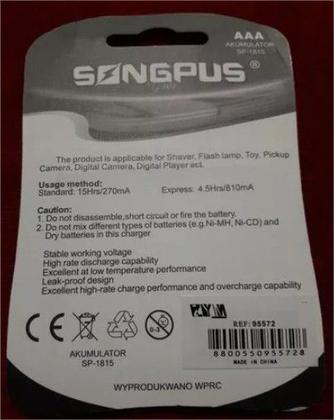 AAA
AKUMULATOR
SP-1815
SONGPUS ®
The product is applicable for Shaver, Flash lamp, Toy, Pickup
Camera, Digital Camera, Digital Player ect.
Usage method:
Standard: 15Hrs/270mA Express: 4.5Hrs/810mA
Caution:
1. Do not disassemble,short circuit or fire the battery.
2. Do not mix different types of batteries (e.g.Ni-MH, Ni-CD) and
Dry batteries in this charger
Stable working voltage
High rate discharge capability
Excellent at low temperature performance
Leak-proof design
Excellent high-rate charge performance and overcharge capability
CE
0-3
REF: 95572
8800550955728
MADE IN CHINA
AKUMULATOR
SP-1815
WYPRODUKOWANO WPRC